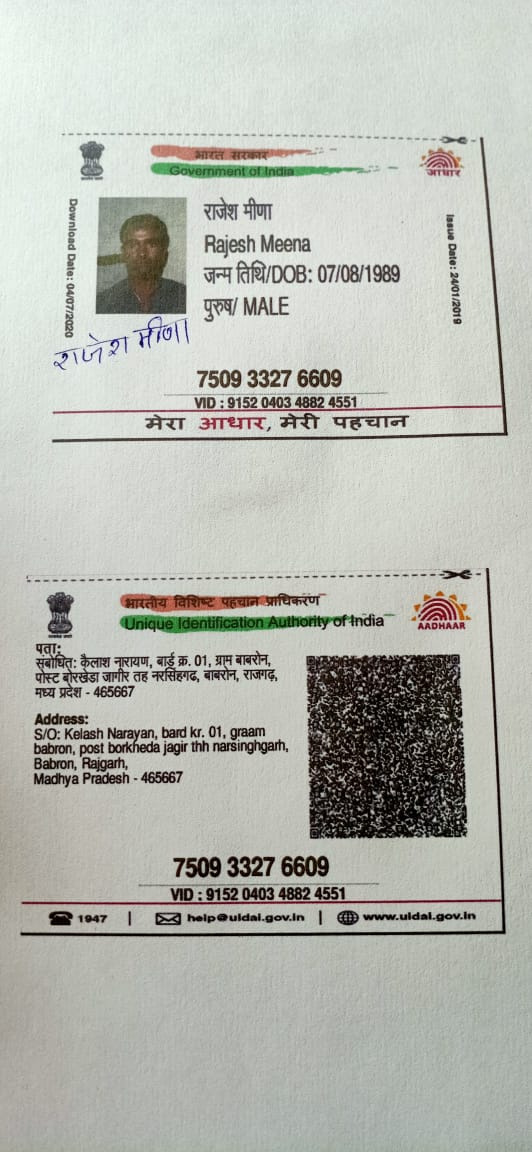 भारत सरकार
Government of India
आधार
Download Date: 04/07/2020
राजेश मीणा
Rajesh Meena
जन्म तिथि/DOB: 07/08/1989
पुरुष/ MALE
Issue Date: 24/01/2019
राजेश मीणा
7509 3327 6609
VID : 9152 0403 4882 4551
मेरा आधार, मेरी पहचान
भारतीय विशिष्ट पहचान प्राधिकरण
Unique Identification Authority of India
AADHAAR
पता:
संबोधित: कैलाश नारायण, बार्ड क्र. 01, ग्राम बाबरोन,
पोस्ट बोरखेडा जागीर तह नरसिंहगढ, बाबरोन, राजगढ़,
मध्य प्रदेश - 465667
Address:
S/O: Kelash Narayan, bard kr. 01, graam
babron, post borkheda jagir thh narsinghgarh,
Babron, Rajgarh,
Madhya Pradesh - 465667
7509 3327 6609
VID : 9152 0403 4882 4551
1947 | help@uidai.gov.in | www.uidai.gov.in